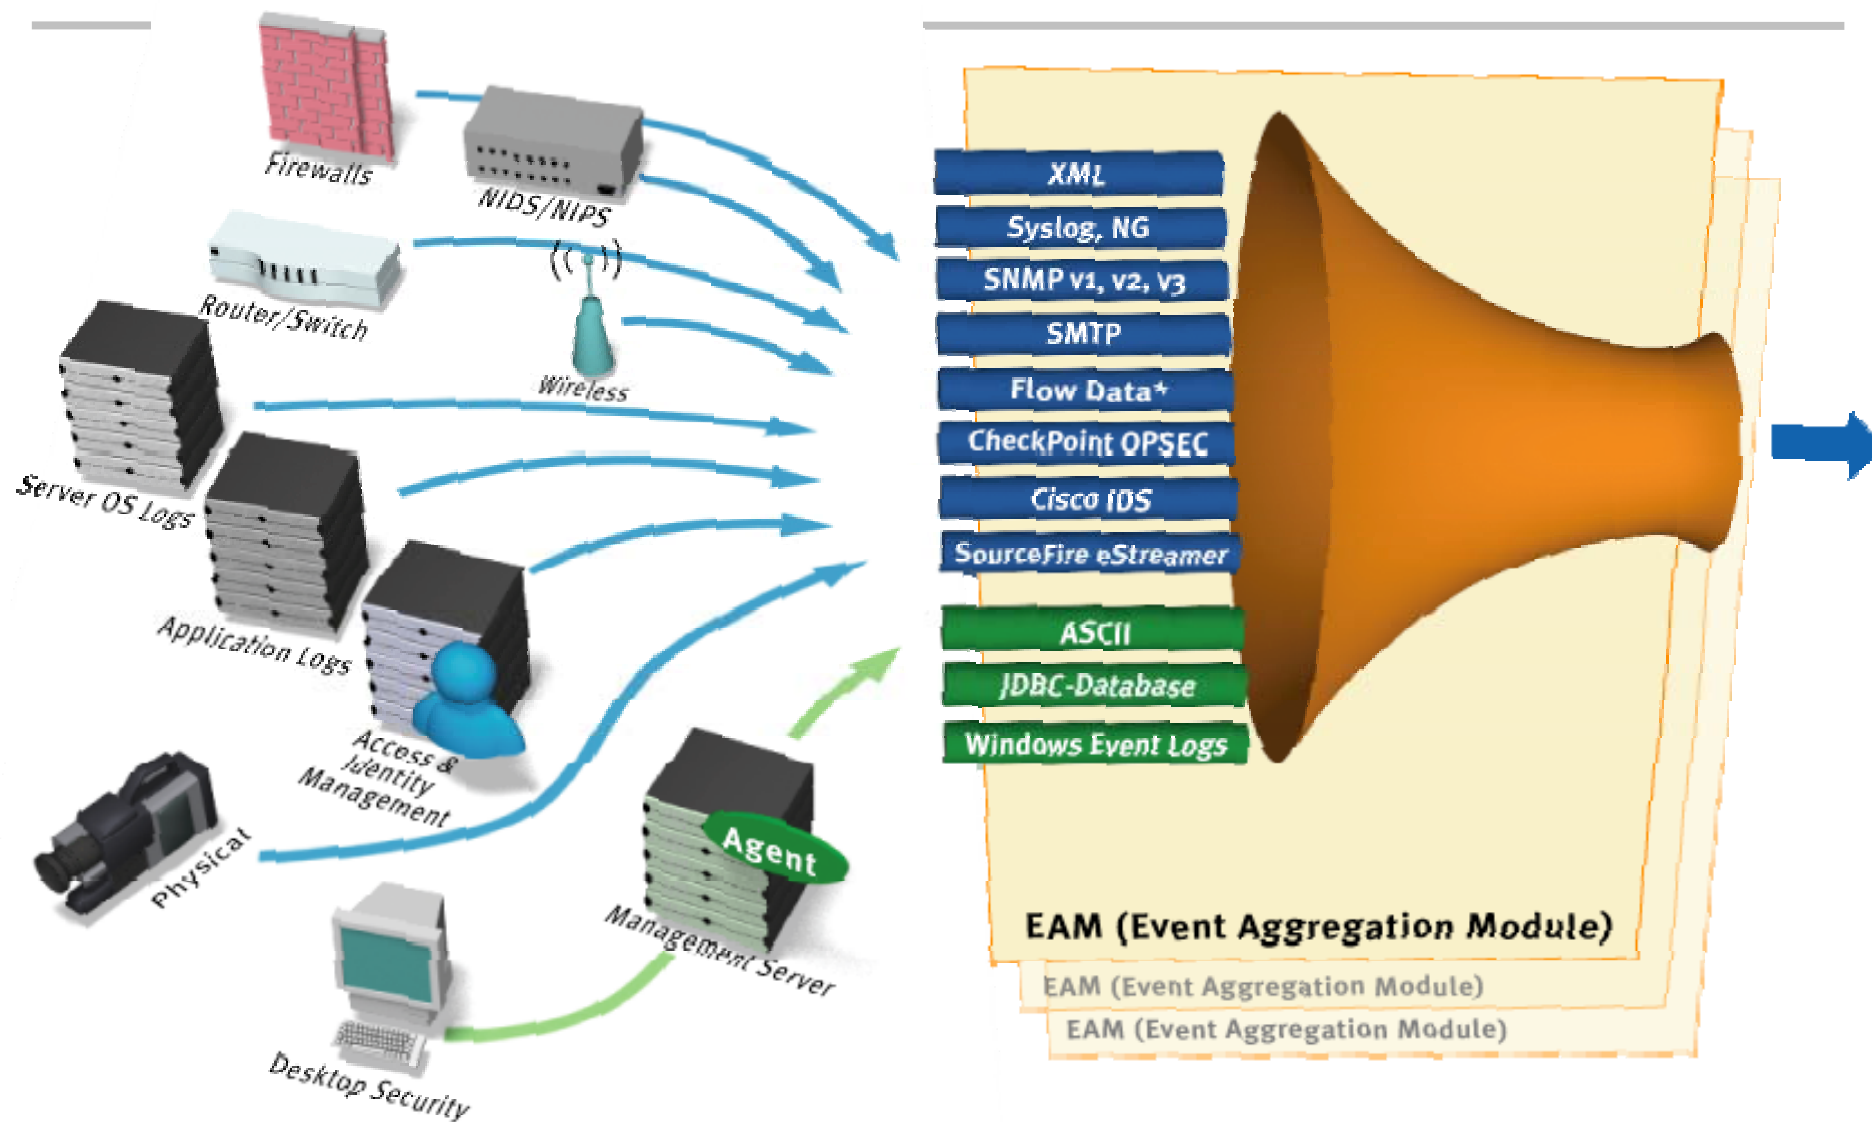 Firewalls
NIDS/NIPS
Router/Switch
Wireless
Server OS Logs
Application Logs
Access &
Identity
Management
Physical
Agent
Management Server
Desktop Security
XML
Syslog, NG
SNMP v1, v2, v3
SMTP
Flow Data*
CheckPoint OPSEC
Cisco IDS
SourceFire eStreamer
ASCII
JDBC-Database
Windows Event Logs
EAM (Event Aggregation Module)
EAM (Event Aggregation Module)
EAM (Event Aggregation Module)